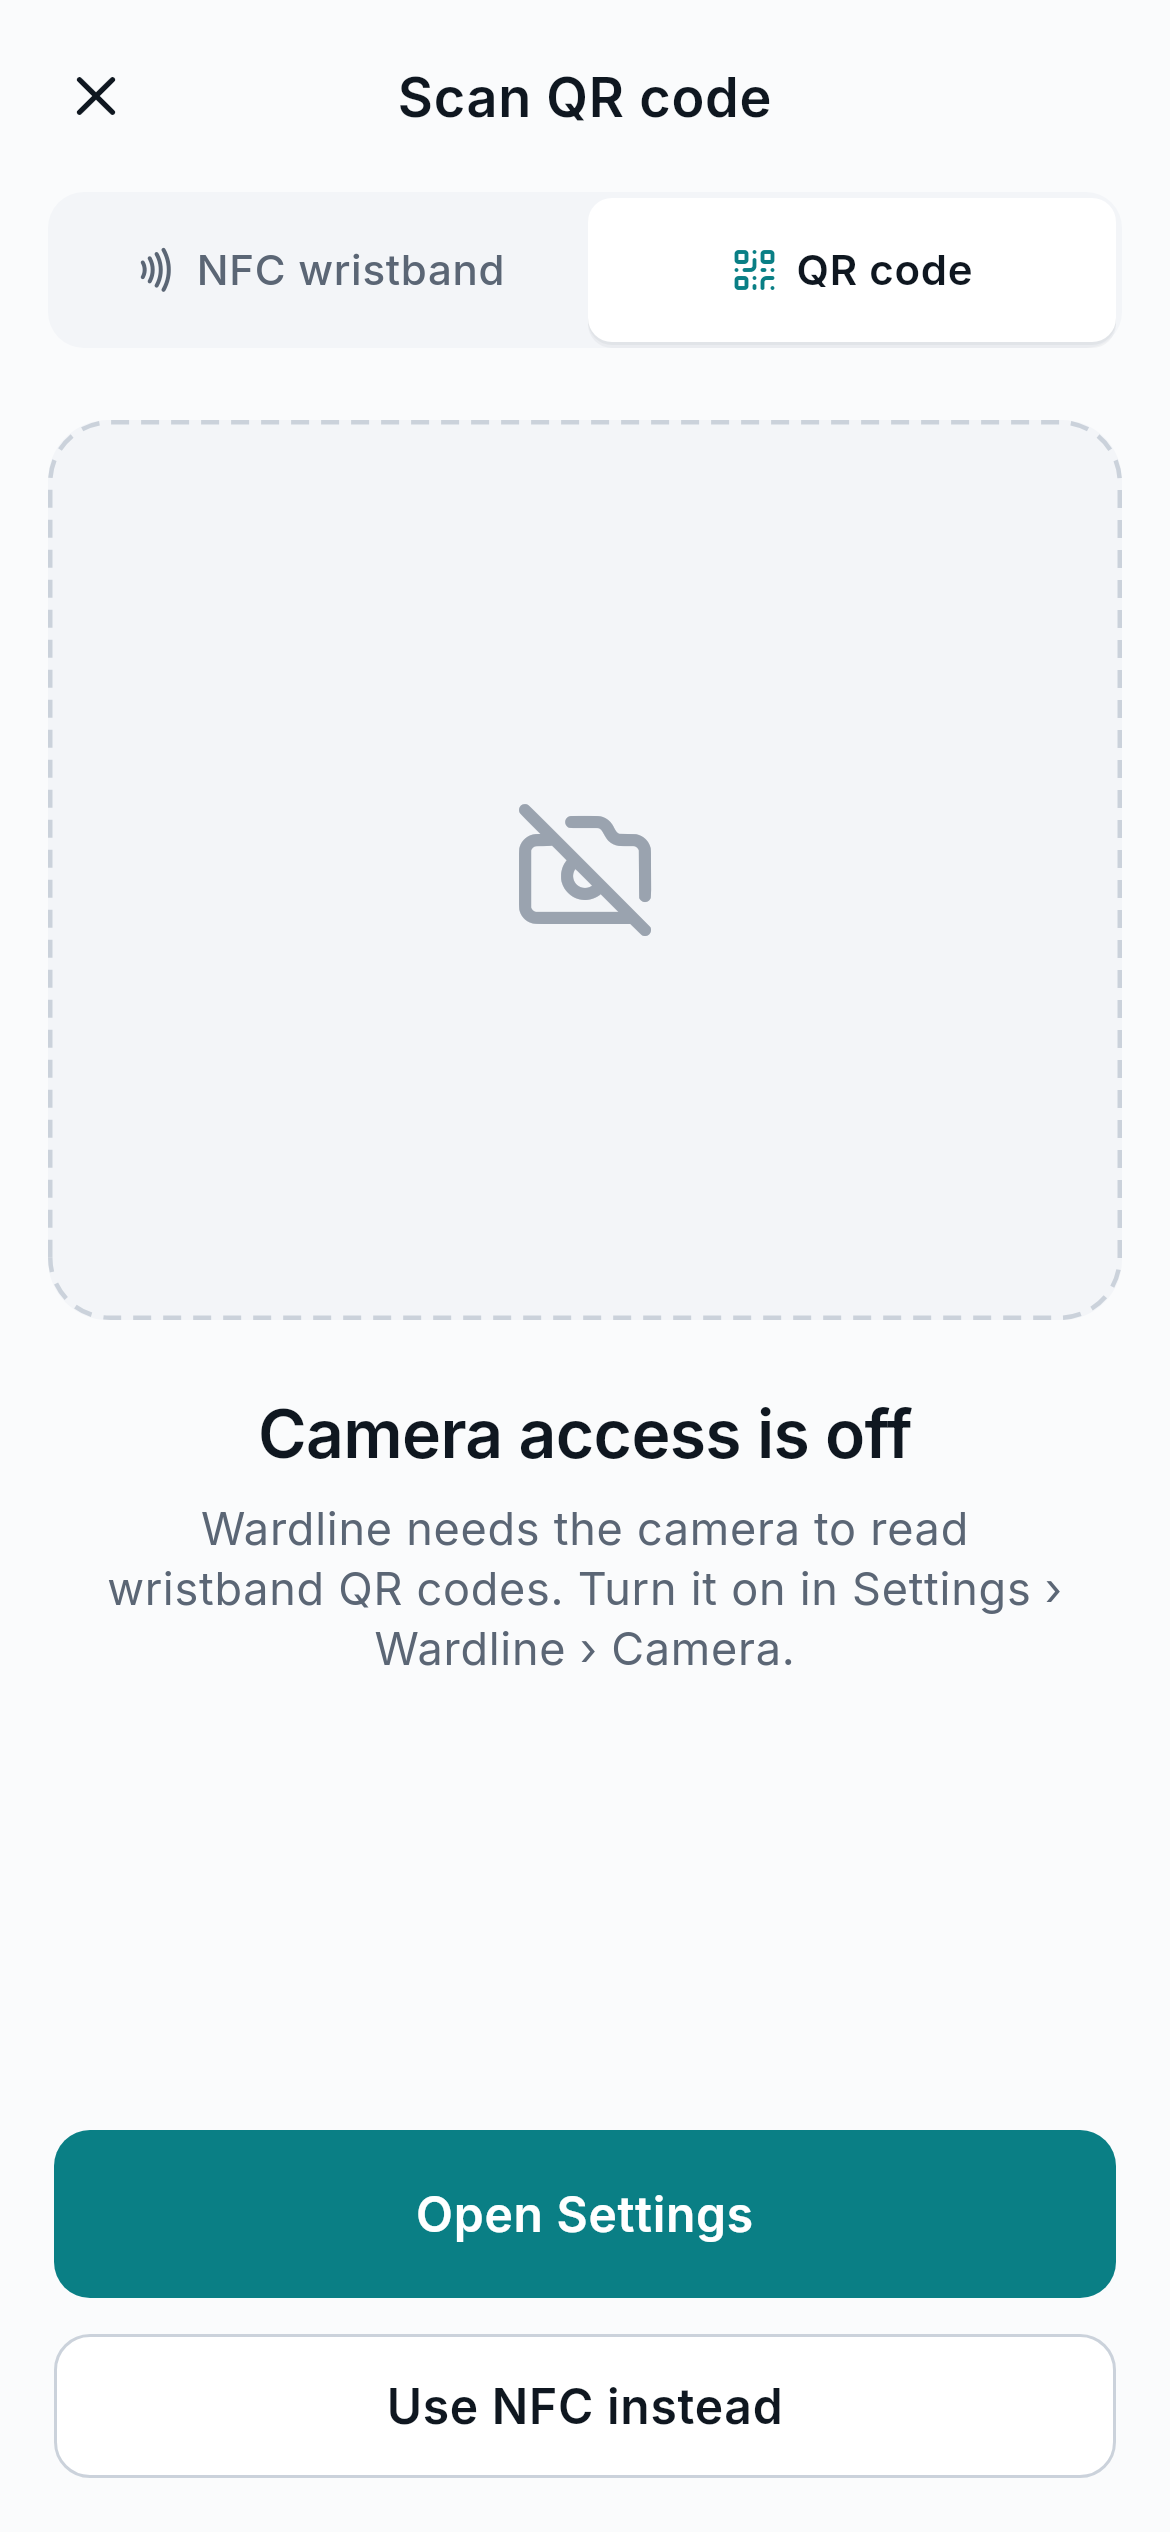 Scan QR code
NFC wristband
QR code
Camera access is off
Wardline needs the camera to read
wristband QR codes. Turn it on in Settings ›
Wardline › Camera.
Open Settings
Use NFC instead